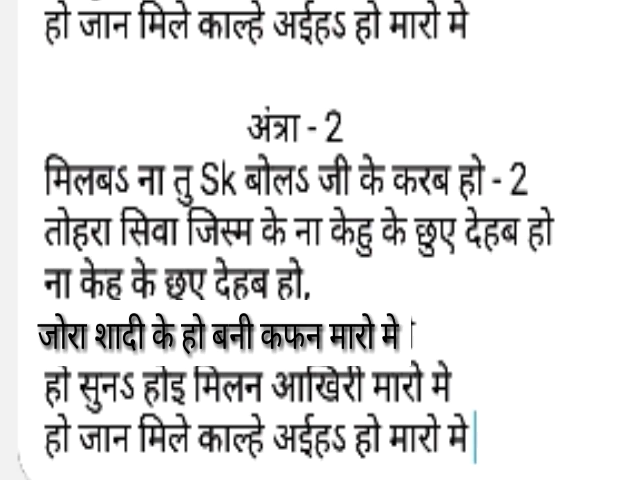 हो जान मिले काल्हे अईहऽ हो मारो मे
अंत्रा - 2
मिलबऽ ना तु Sk बोलऽ जी के करब हो - 2
तोहरा सिवा जिस्म के ना केहु के छुए देहब हो
ना केह के छुए देहब हो,
जोरा शादी के हो बनी कफन मारो मे
हो सुनऽ होइ मिलन आखिरी मारो मे
हो जान मिले काल्हे अईहऽ हो मारो मे